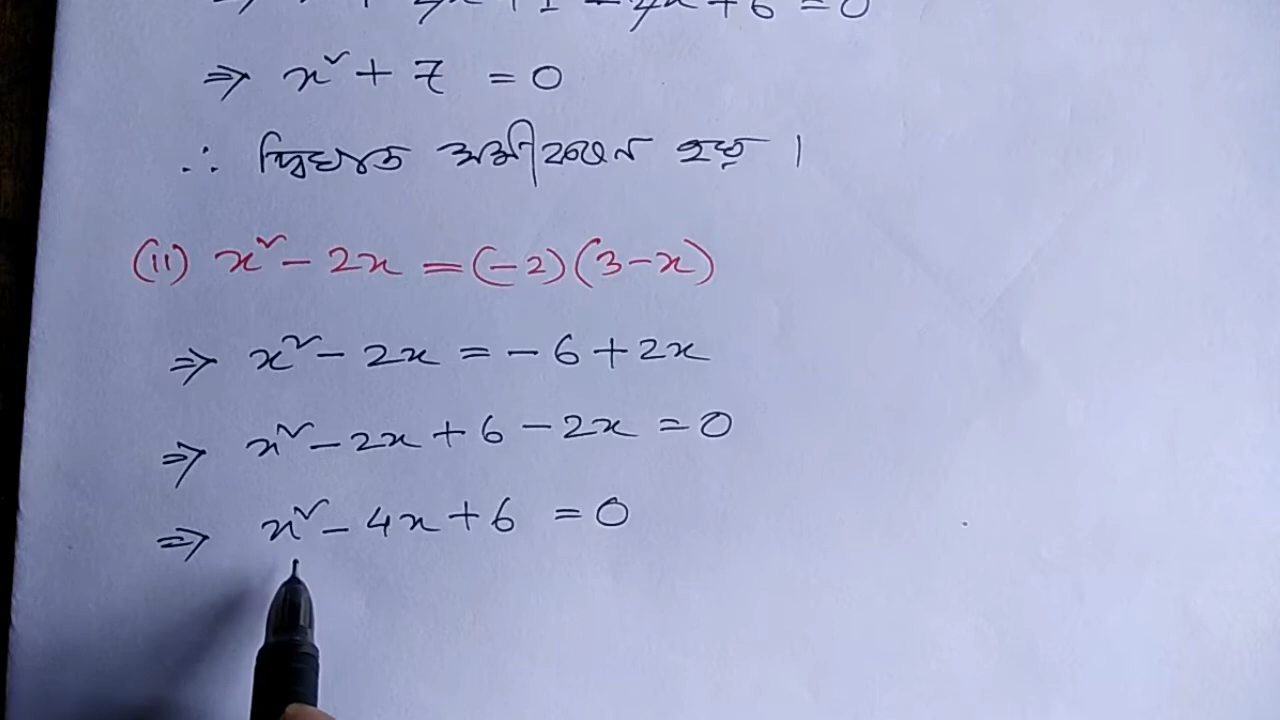 ⇒ x² + 7 = 0
∴ দ্বিঘাত সমীকৰণ হয় ।
(ii) x² - 2x = (-2)(3-x)
⇒ x² - 2x = -6 + 2x
⇒ x² - 2x + 6 - 2x = 0
⇒ x² - 4x + 6 = 0